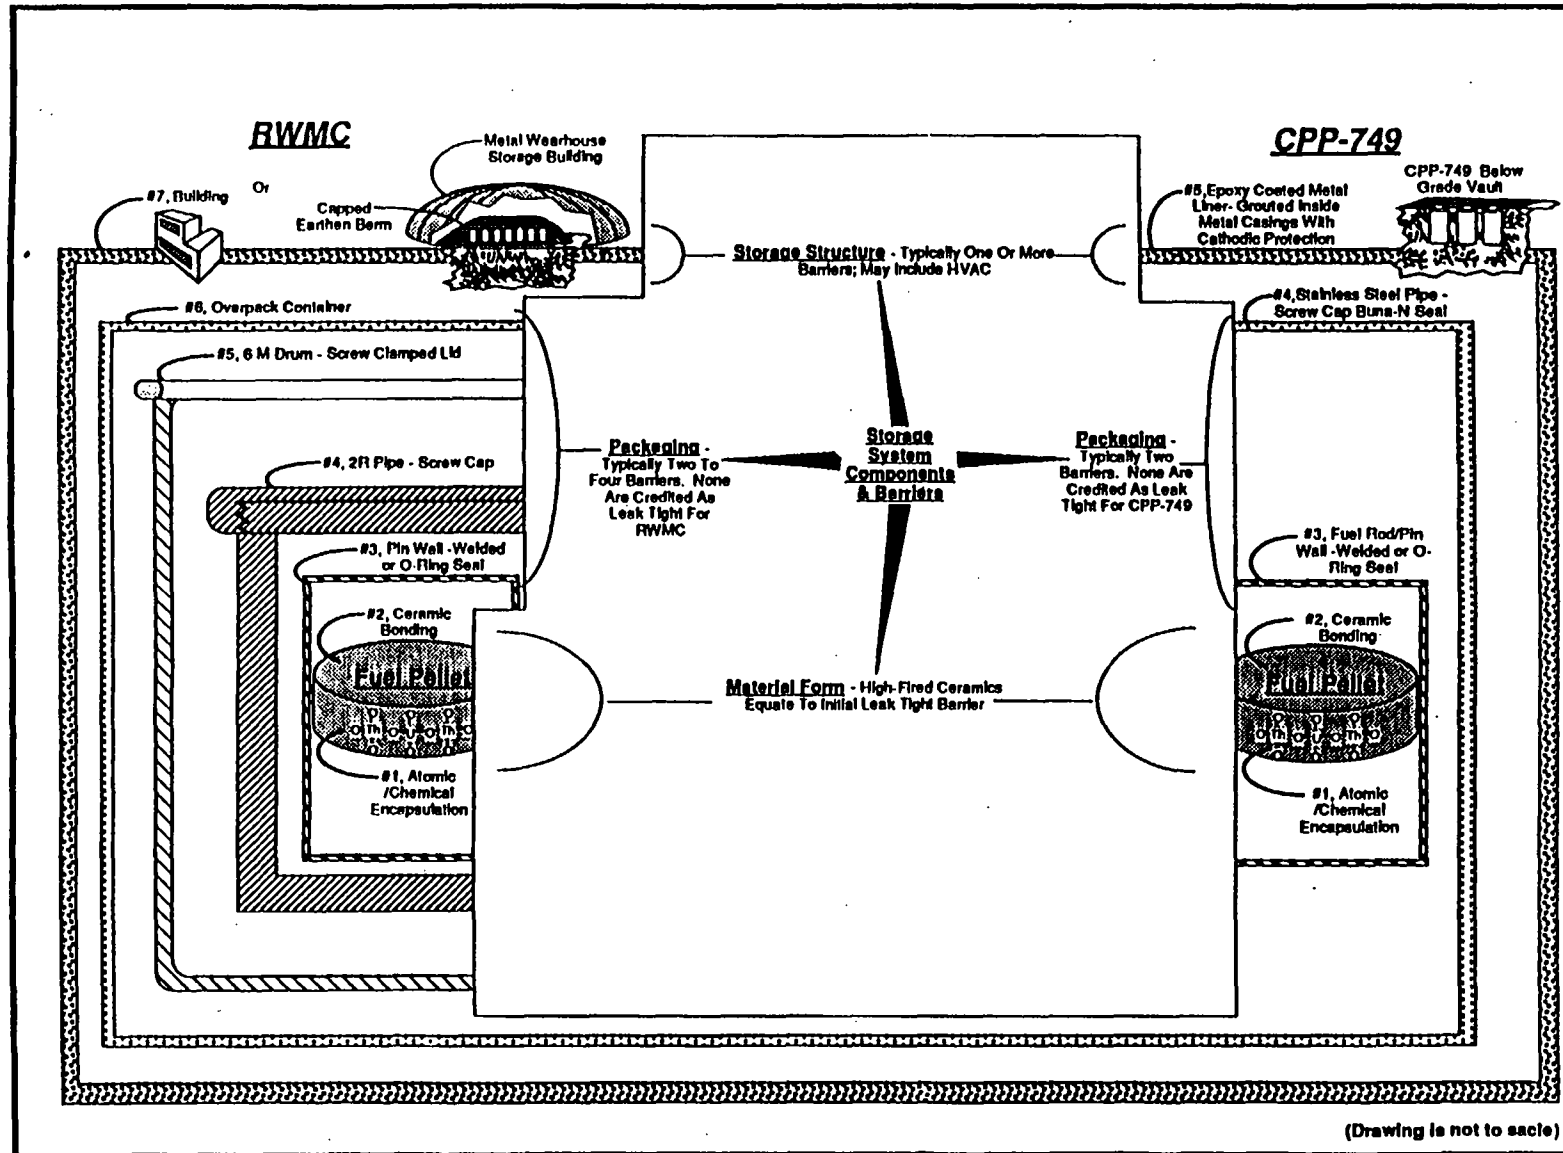 RWMC
#7, Building
Or
Metal Wearhouse
Storage Building
Capped
Earthen Berm
#6, Overpack Container
#5, 6 M Drum - Screw Clamped Lid
#4, 2R Pipe - Screw Cap
#3, Pin Wall -Welded
or O-Ring Seal
#2, Ceramic
Bonding
Fuel Pellet
O O O
O Th O U O Th O
O O O
#1, Atomic
/Chemical
Encapsulation
Storage Structure - Typically One Or More
Barriers; May Include HVAC
Packaging -
Typically Two To
Four Barriers. None
Are Credited As
Leak Tight For
RWMC
Storage
System
Components
& Barriers
Packaging -
Typically Two
Barriers. None Are
Credited As Leak
Tight For CPP-749
Material Form - High-Fired Ceramics
Equate To Initial Leak Tight Barrier
CPP-749
#5, Epoxy Coated Metal
Liner- Grouted Inside
Metal Casings With
Cathodic Protection
CPP-749 Below
Grade Vault
#4, Stainless Steel Pipe -
Screw Cap Buna-N Seal
#3, Fuel Rod/Pin
Wall -Welded or O-
Ring Seal
#2, Ceramic
Bonding
Fuel Pellet
O O O
O Th O U O Th O
O O O
#1, Atomic
/Chemical
Encapsulation
(Drawing is not to sacle)